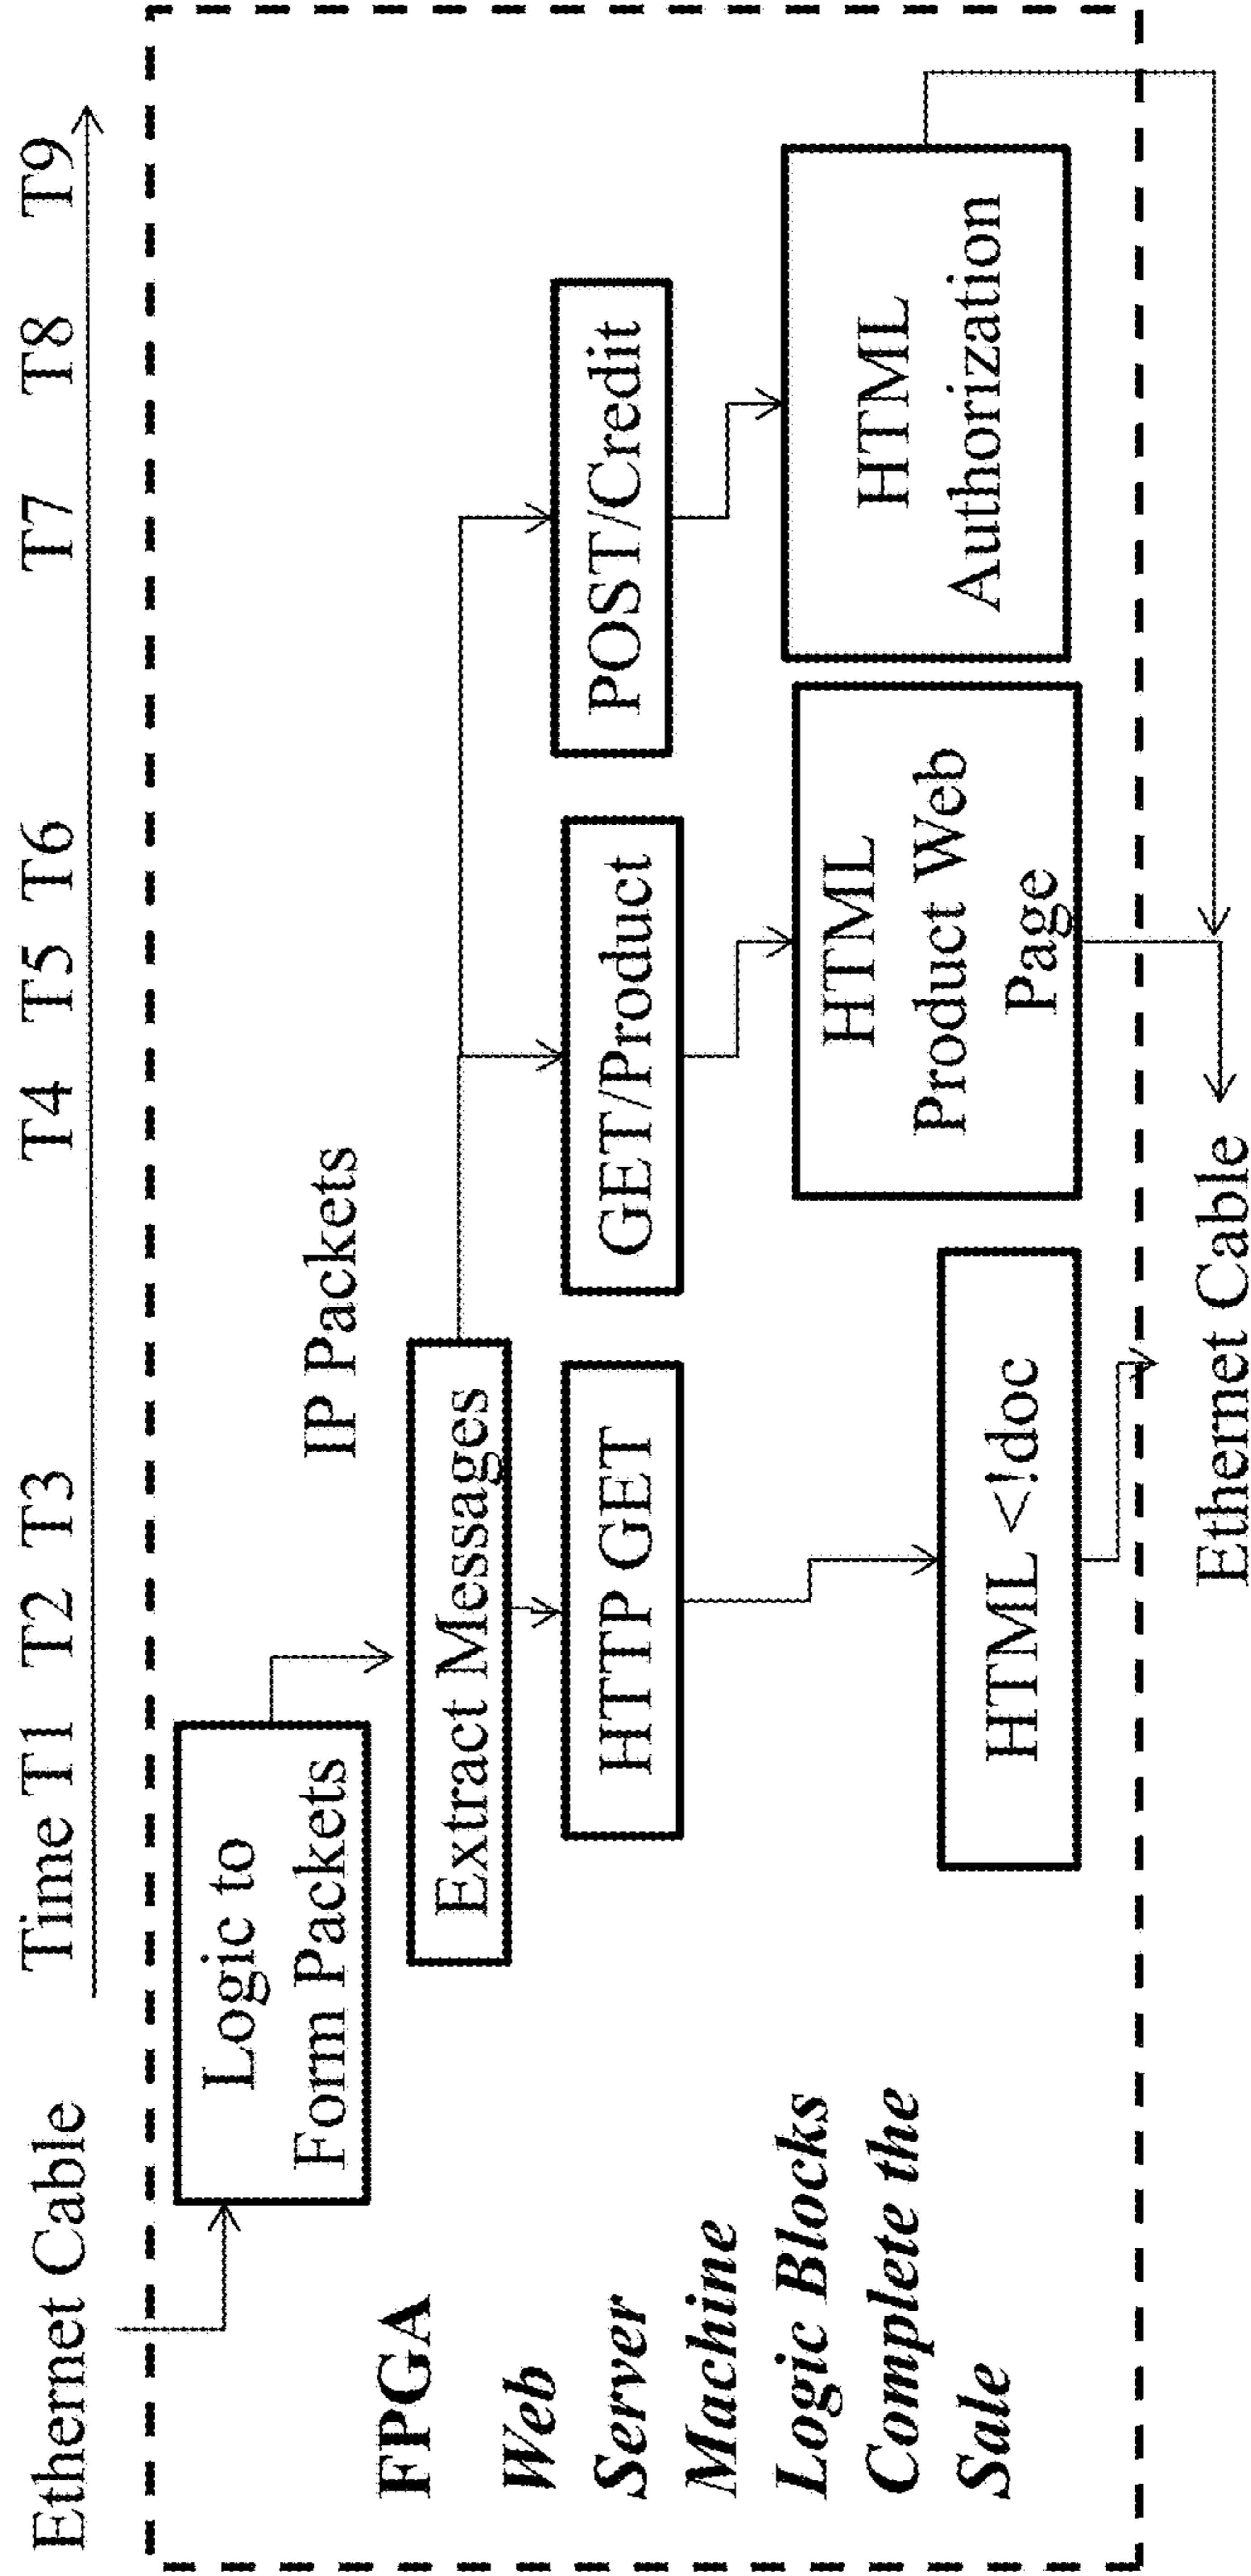 Ethernet Cable
Time T1 T2 T3 T4 T5 T6 T7 T8 T9
Logic to
Form Packets
IP Packets
FPGA
Web
Server
Machine
Logic Blocks
Complete the
Sale
Extract Messages
HTTP GET
GET/Product
POST/Credit
HTML <!doc
HTML
Product Web
Page
HTML
Authorization
Ethernet Cable